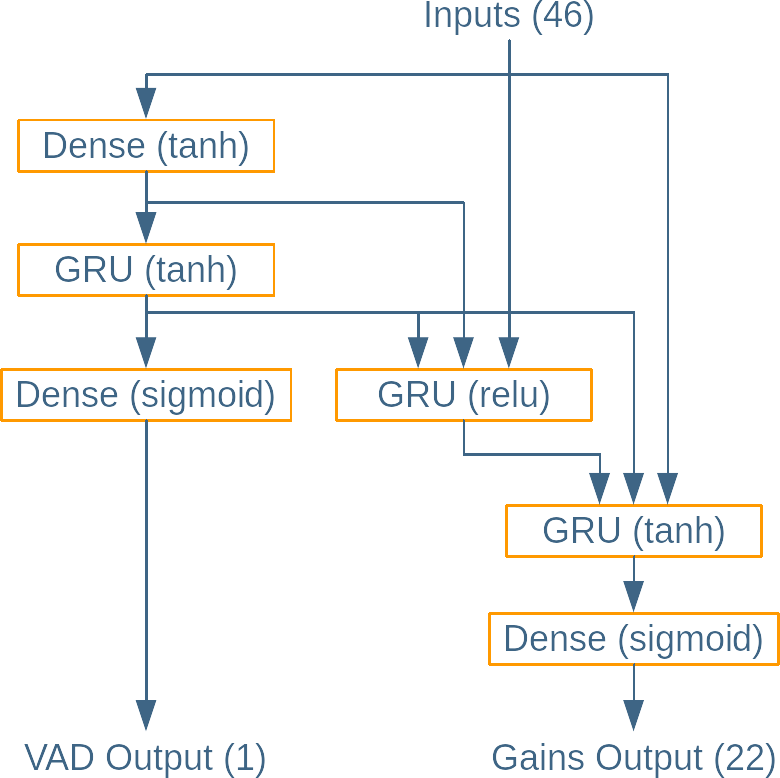 Inputs (46)
Dense (tanh)
GRU (tanh)
Dense (sigmoid)
GRU (relu)
GRU (tanh)
Dense (sigmoid)
VAD Output (1)
Gains Output (22)